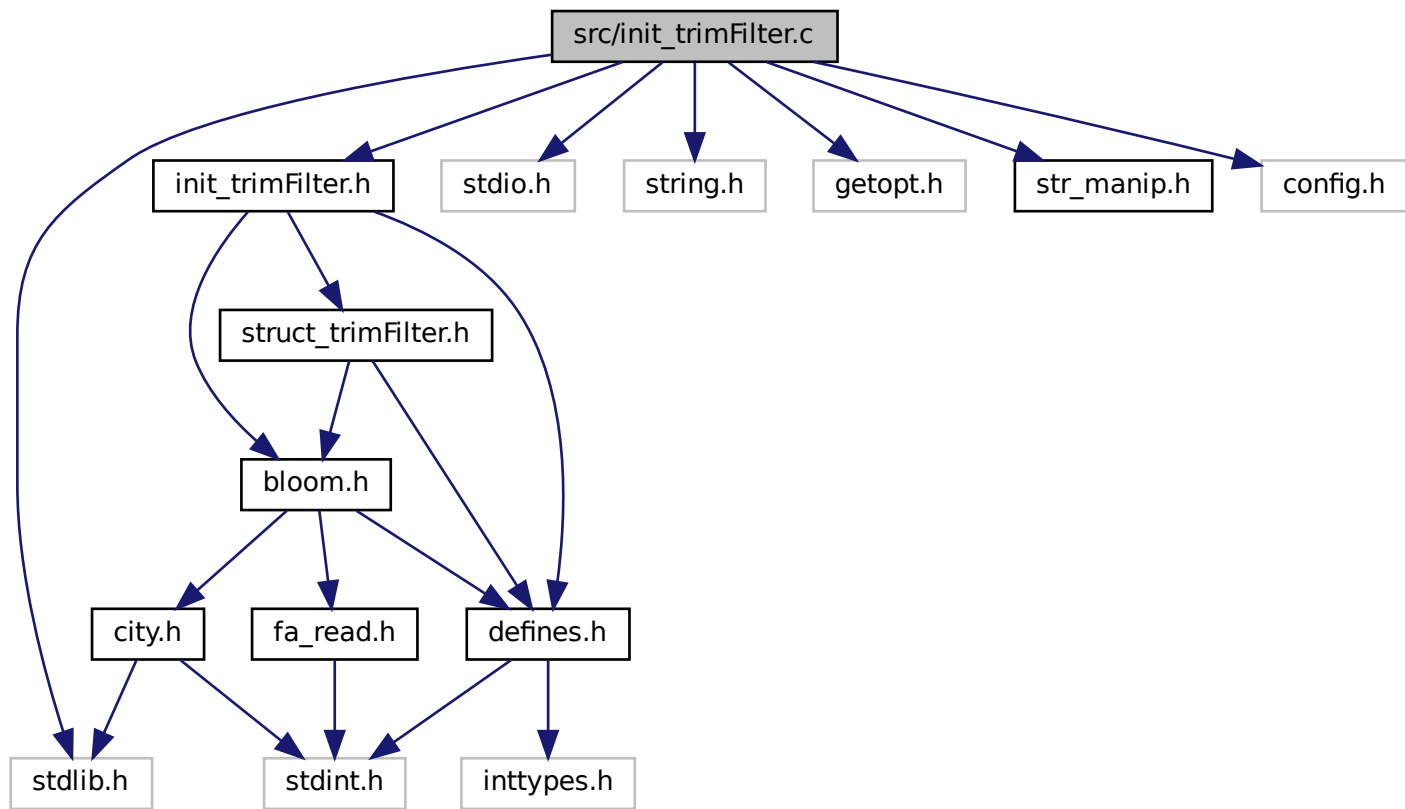 src/init_trimFilter.c
init_trimFilter.h
stdio.h
string.h
getopt.h
str_manip.h
config.h
struct_trimFilter.h
bloom.h
city.h
fa_read.h
defines.h
stdlib.h
stdint.h
inttypes.h